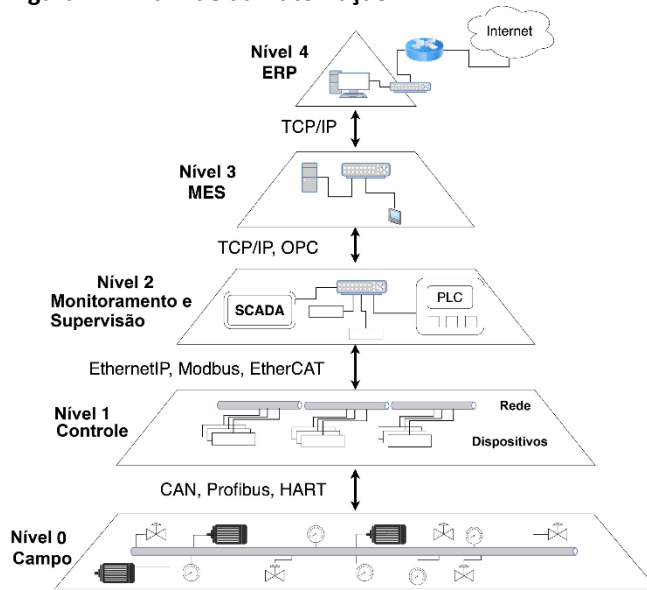 Nível 4
ERP
Internet
TCP/IP
Nível 3
MES
TCP/IP, OPC
Nível 2
Monitoramento e
Supervisão
SCADA
PLC
EthernetIP, Modbus, EtherCAT
Nível 1
Controle
Rede
Dispositivos
CAN, Profibus, HART
Nível 0
Campo